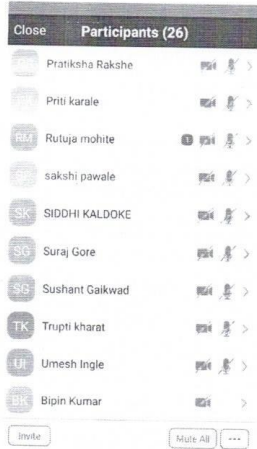 Close Participants (26)
Pratiksha Rakshe
Priti karale
RM Rutuja mohite 1
sakshi pawale
SK SIDDHI KALDOKE
SG Suraj Gore
SG Sushant Gaikwad
TK Trupti kharat
UI Umesh Ingle
BK Bipin Kumar
Invite Mute All ...